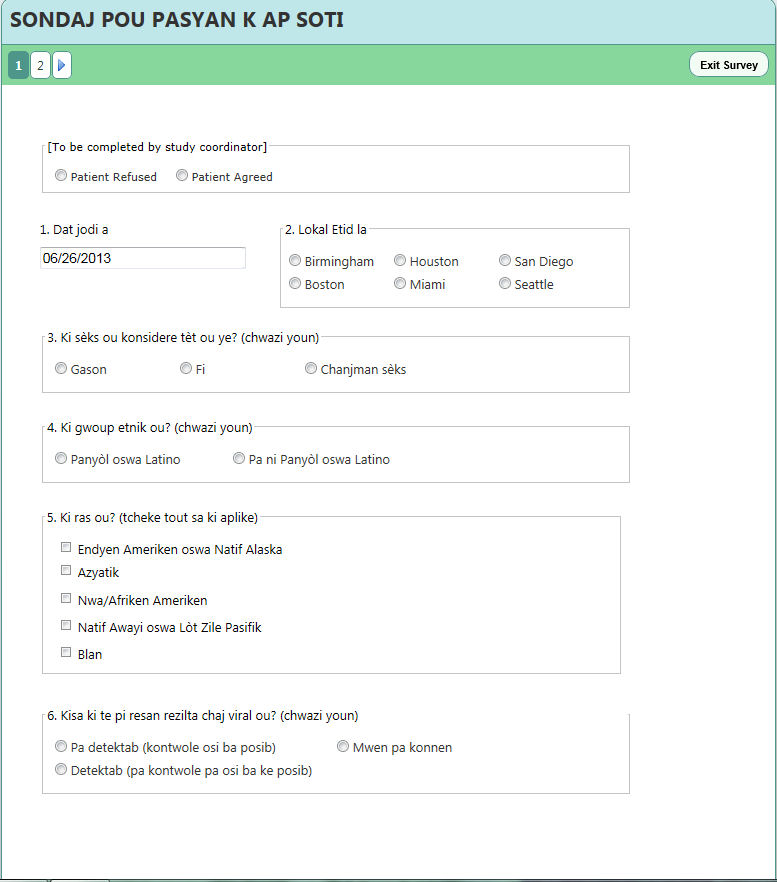 SONDAJ POU PASYAN K AP SOTI
1 2 Exit Survey
[To be completed by study coordinator]
Patient Refused Patient Agreed
1. Dat jodi a
06/26/2013
2. Lokal Etid la
Birmingham Houston San Diego
Boston Miami Seattle
3. Ki sèks ou konsidere tèt ou ye? (chwazi youn)
Gason Fi Chanjman sèks
4. Ki gwoup etnik ou? (chwazi youn)
Panyòl oswa Latino Pa ni Panyòl oswa Latino
5. Ki ras ou? (tcheke tout sa ki aplike)
Endyen Ameriken oswa Natif Alaska
Azyatik
Nwa/Afriken Ameriken
Natif Awayi oswa Lòt Zile Pasifik
Blan
6. Kisa ki te pi resan rezilta chaj viral ou? (chwazi youn)
Pa detektab (kontwole osi ba posib) Mwen pa konnen
Detektab (pa kontwole pa osi ba ke posib)